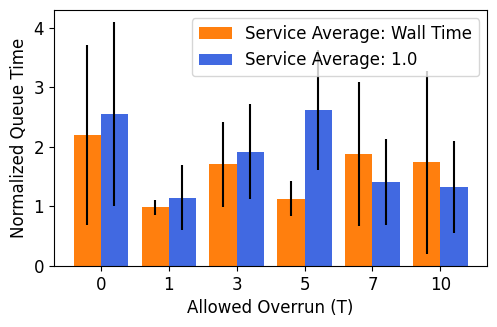 Service Average: Wall Time
Service Average: 1.0
Normalized Queue Time
4
3
2
1
0
0 1 3 5 7 10
Allowed Overrun (T)